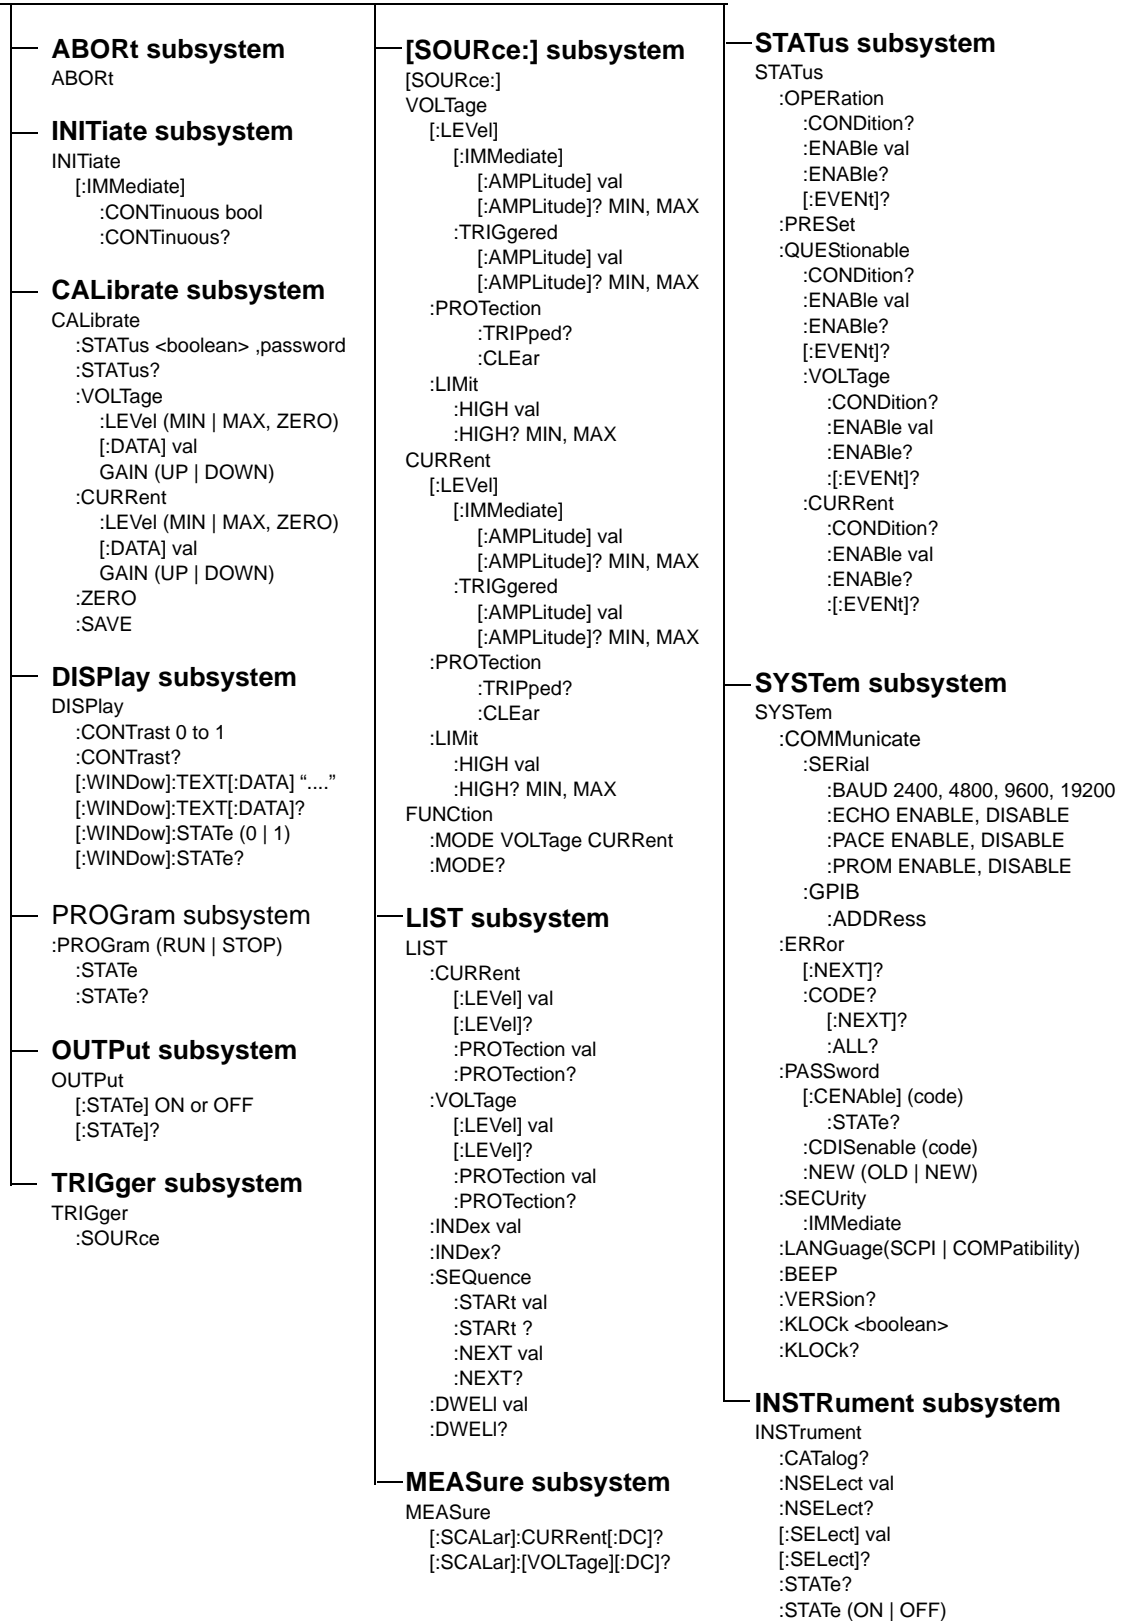 ABORt subsystem
ABORt
INITiate subsystem
INITiate
[:IMMediate]
:CONTinuous bool
:CONTinuous?
CALibrate subsystem
CALibrate
:STATus <boolean> ,password
:STATus?
:VOLTage
:LEVel (MIN | MAX, ZERO)
[:DATA] val
GAIN (UP | DOWN)
:CURRent
:LEVel (MIN | MAX, ZERO)
[:DATA] val
GAIN (UP | DOWN)
:ZERO
:SAVE
DISPlay subsystem
DISPlay
:CONTrast 0 to 1
:CONTrast?
[:WINDow]:TEXT[:DATA] “....”
[:WINDow]:TEXT[:DATA]?
[:WINDow]:STATe (0 | 1)
[:WINDow]:STATe?
PROGram subsystem
:PROGram (RUN | STOP)
:STATe
:STATe?
OUTPut subsystem
OUTPut
[:STATe] ON or OFF
[:STATe]?
TRIGger subsystem
TRIGger
:SOURce
[SOURce:] subsystem
[SOURce:]
VOLTage
[:LEVel]
[:IMMediate]
[:AMPLitude] val
[:AMPLitude]? MIN, MAX
:TRIGgered
[:AMPLitude] val
[:AMPLitude]? MIN, MAX
:PROTection
:TRIPped?
:CLEar
:LIMit
:HIGH val
:HIGH? MIN, MAX
CURRent
[:LEVel]
[:IMMediate]
[:AMPLitude] val
[:AMPLitude]? MIN, MAX
:TRIGgered
[:AMPLitude] val
[:AMPLitude]? MIN, MAX
:PROTection
:TRIPped?
:CLEar
:LIMit
:HIGH val
:HIGH? MIN, MAX
FUNCtion
:MODE VOLTage CURRent
:MODE?
LIST subsystem
LIST
:CURRent
[:LEVel] val
[:LEVel]?
:PROTection val
:PROTection?
:VOLTage
[:LEVel] val
[:LEVel]?
:PROTection val
:PROTection?
:INDex val
:INDex?
:SEQuence
:STARt val
:STARt ?
:NEXT val
:NEXT?
:DWELl val
:DWELl?
MEASure subsystem
MEASure
[:SCALar]:CURRent[:DC]?
[:SCALar]:[VOLTage][:DC]?
STATus subsystem
STATus
:OPERation
:CONDition?
:ENABle val
:ENABle?
[:EVENt]?
:PRESet
:QUEStionable
:CONDition?
:ENABle val
:ENABle?
[:EVENt]?
:VOLTage
:CONDition?
:ENABle val
:ENABle?
:[:EVENt]?
:CURRent
:CONDition?
:ENABle val
:ENABle?
:[:EVENt]?
SYSTem subsystem
SYSTem
:COMMunicate
:SERial
:BAUD 2400, 4800, 9600, 19200
:ECHO ENABLE, DISABLE
:PACE ENABLE, DISABLE
:PROM ENABLE, DISABLE
:GPIB
:ADDRess
:ERRor
[:NEXT]?
:CODE?
[:NEXT]?
:ALL?
:PASSword
[:CENAble] (code)
:STATe?
:CDISenable (code)
:NEW (OLD | NEW)
:SECUrity
:IMMediate
:LANGuage(SCPI | COMPatibility)
:BEEP
:VERSion?
:KLOCk <boolean>
:KLOCk?
INSTRument subsystem
INSTrument
:CATalog?
:NSELect val
:NSELect?
[:SELect] val
[:SELect]?
:STATe?
:STATe (ON | OFF)